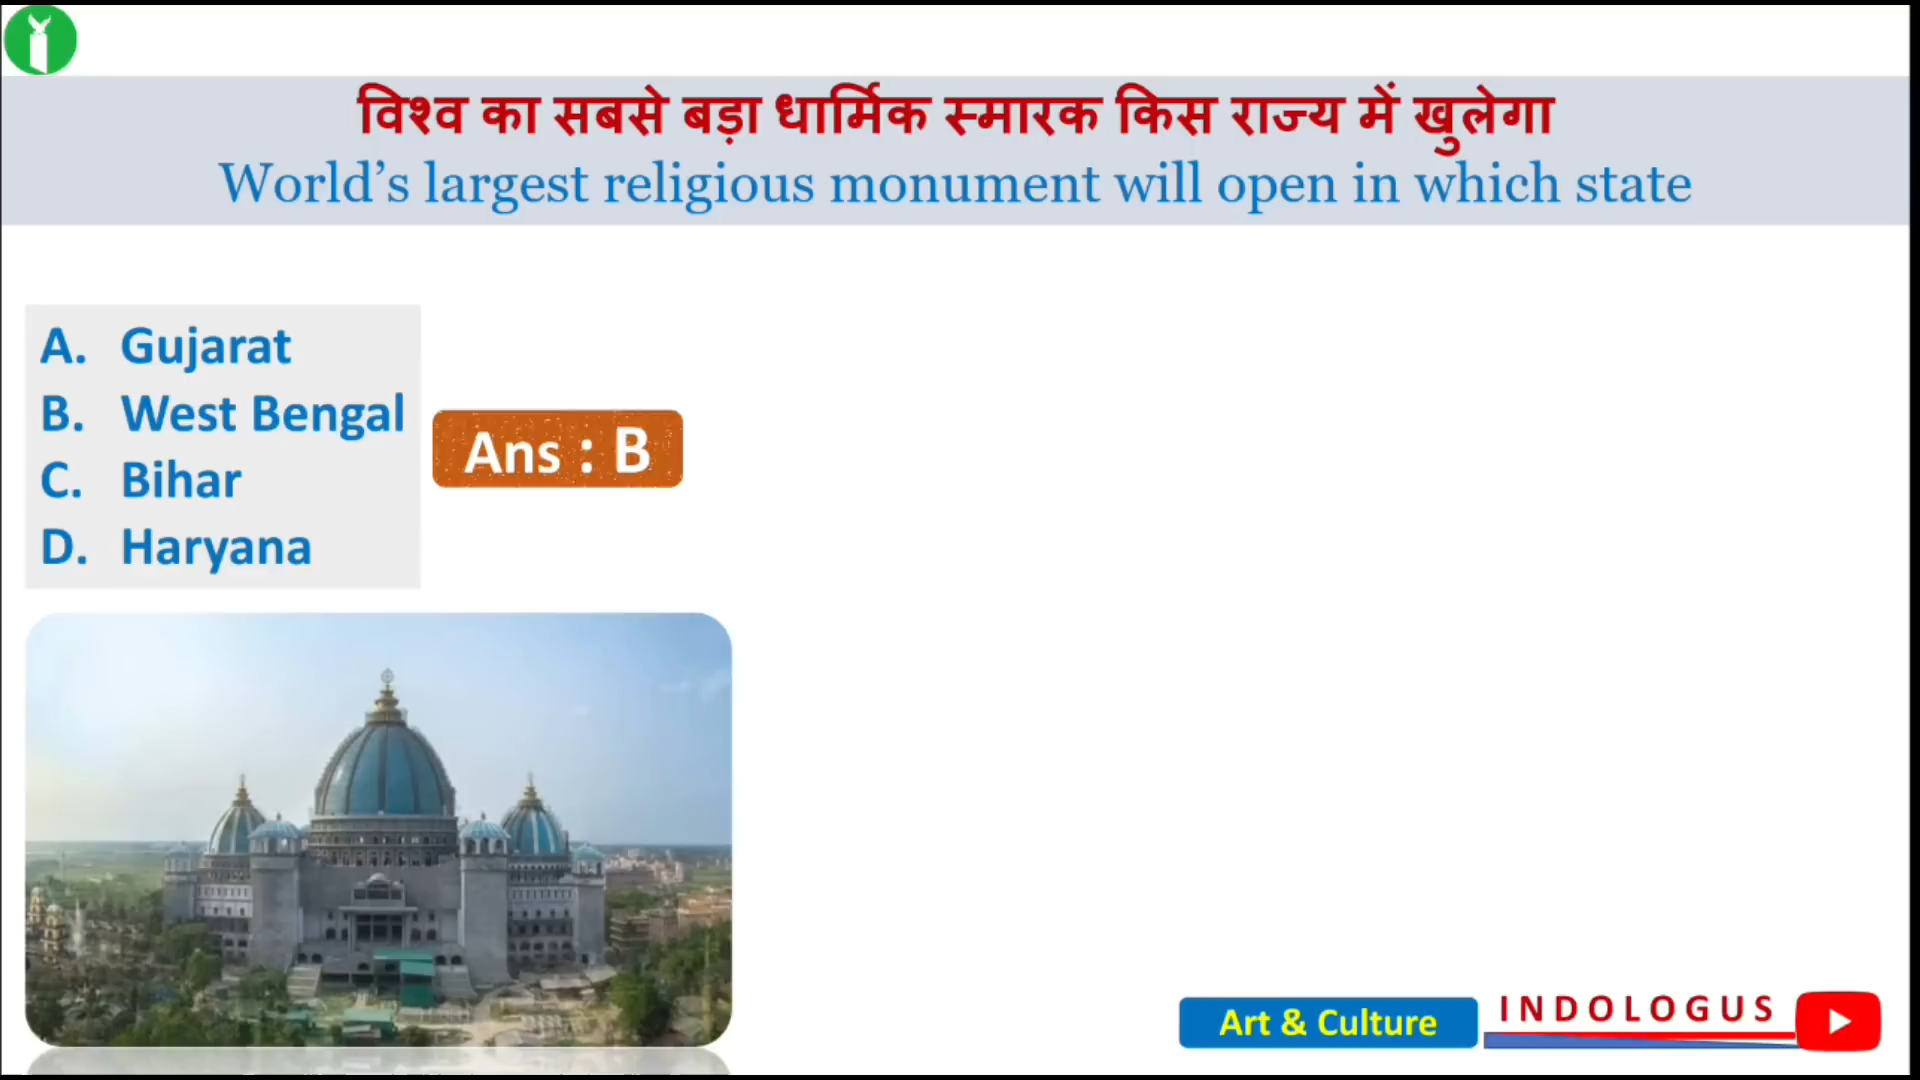 विश्व का सबसे बड़ा धार्मिक स्मारक किस राज्य में खुलेगा
World’s largest religious monument will open in which state
A. Gujarat
B. West Bengal
C. Bihar
D. Haryana
Ans : B
Art & Culture
INDOLOGUS